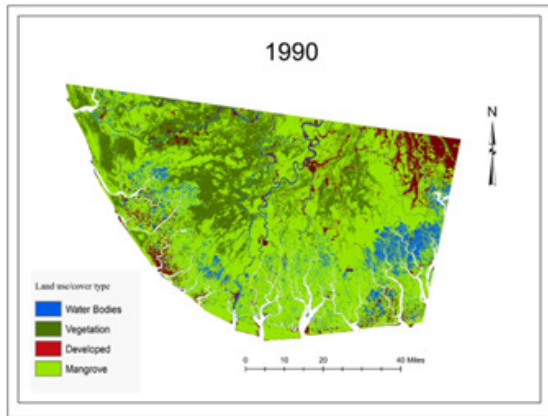 1990
N
Land use/cover type
Water Bodies
Vegetation
Developed
Mangrove
0 10 20 40 Miles